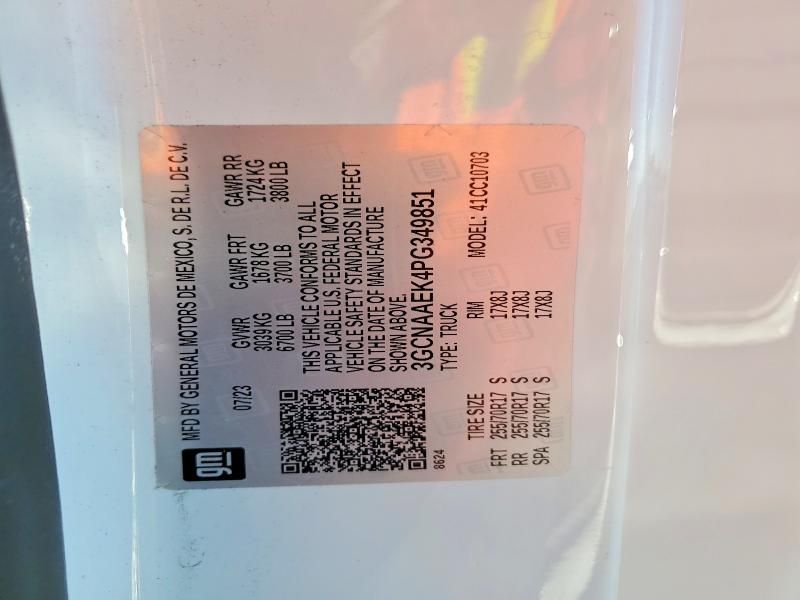 gm
MFD BY GENERAL MOTORS DE MEXICO, S. DE R.L. DE C.V.
07/23 GVWR GAWR FRT GAWR RR
3039 KG 1678 KG 1724 KG
6700 LB 3700 LB 3800 LB
THIS VEHICLE CONFORMS TO ALL
APPLICABLE U.S. FEDERAL MOTOR
VEHICLE SAFETY STANDARDS IN EFFECT
ON THE DATE OF MANUFACTURE
SHOWN ABOVE.
3GCNAAEK4PG349851
8624 TYPE: TRUCK MODEL: 41CC10703
TIRE SIZE RIM
FRT 255/70R17 S 17X8J
RR 255/70R17 S 17X8J
SPA 255/70R17 S 17X8J